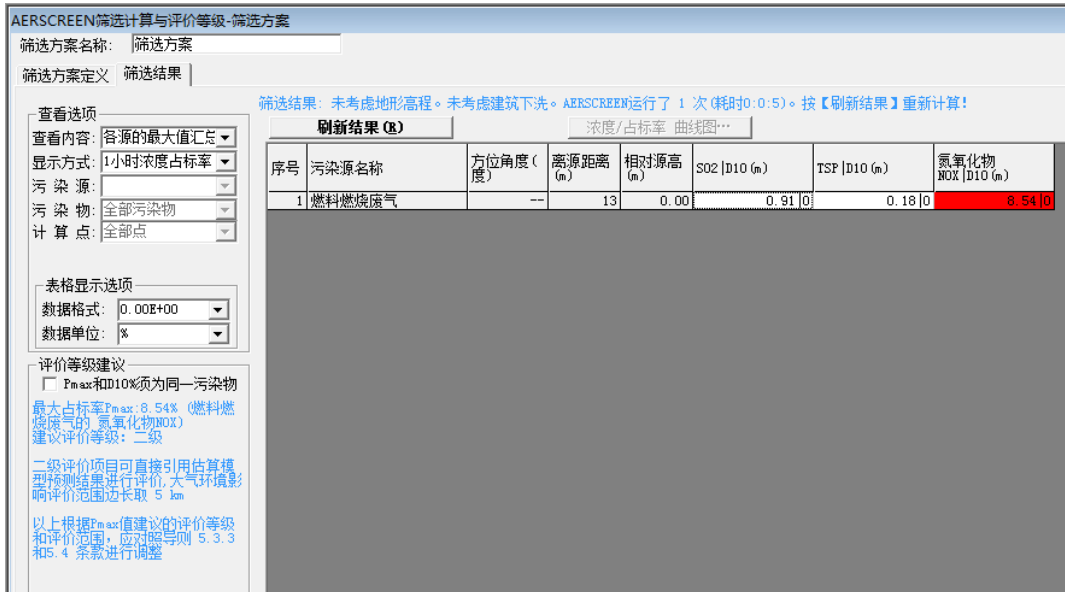 AERSCREEN筛选计算与评价等级-筛选方案
筛选方案名称: 筛选方案
筛选方案定义 筛选结果
筛选结果: 未考虑地形高程。未考虑建筑下洗。AERSCREEN运行了 1 次(耗时0:0:5)。按【刷新结果】重新计算!
查看选项
查看内容: 各源的最大值汇总
显示方式: 1小时浓度占标率
污 染 源:
污 染 物: 全部污染物
计 算 点: 全部点
刷新结果(R) 浓度/占标率 曲线图…
序号 污染源名称 方位角度(度) 离源距离(m) 相对源高(m) SO2|D10(m) TSP|D10(m) 氮氧化物NOX|D10(m)
1 燃料燃烧废气 -- 13 0.00 0.91|0 0.18|0 8.54|0
表格显示选项
数据格式: 0.00E+00
数据单位: %
评价等级建议
Pmax和D10%须为同一污染物
最大占标率Pmax:8.54% (燃料燃
烧废气的 氮氧化物NOX)
建议评价等级: 二级
二级评价项目可直接引用估算模
型预测结果进行评价,大气环境影
响评价范围边长取 5 km
以上根据Pmax值建议的评价等级
和评价范围，应对照导则 5.3.3
和5.4 条款进行调整